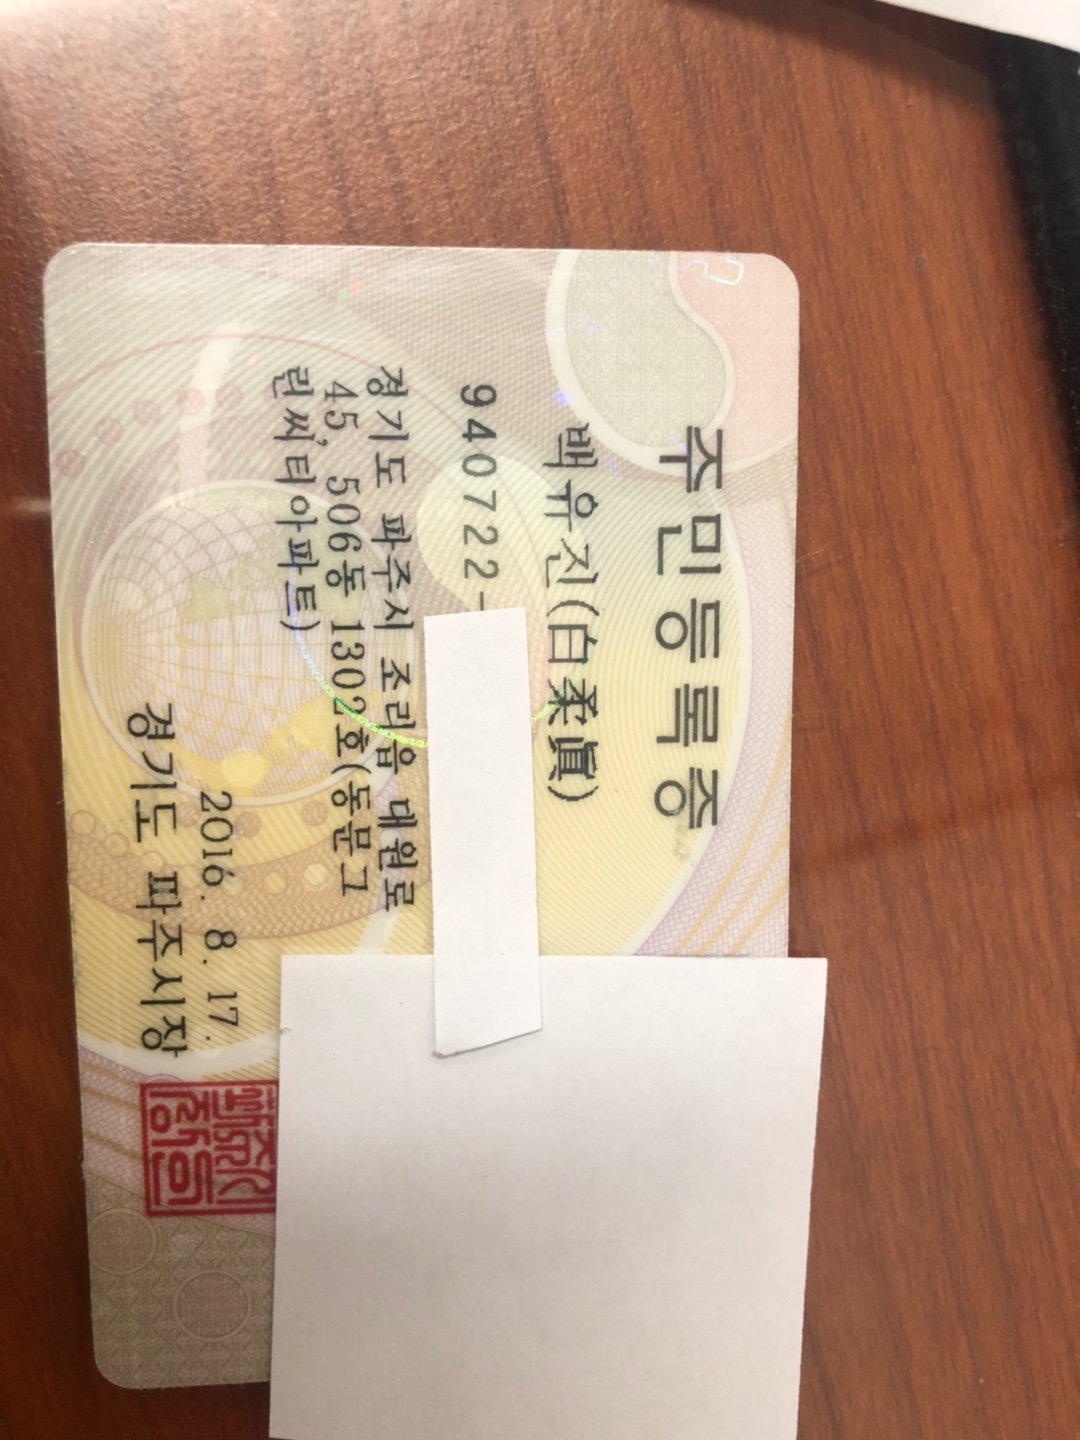 주민등록증
백유진(白柔眞)
940722-
경기도 파주시 조리읍 대원로
45, 506동 1302호(동문그
린씨티아파트)
2016. 8. 17.
경기도 파주시장